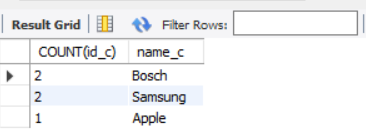 Result Grid Filter Rows:
COUNT(id_c) name_c
2 Bosch
2 Samsung
1 Apple